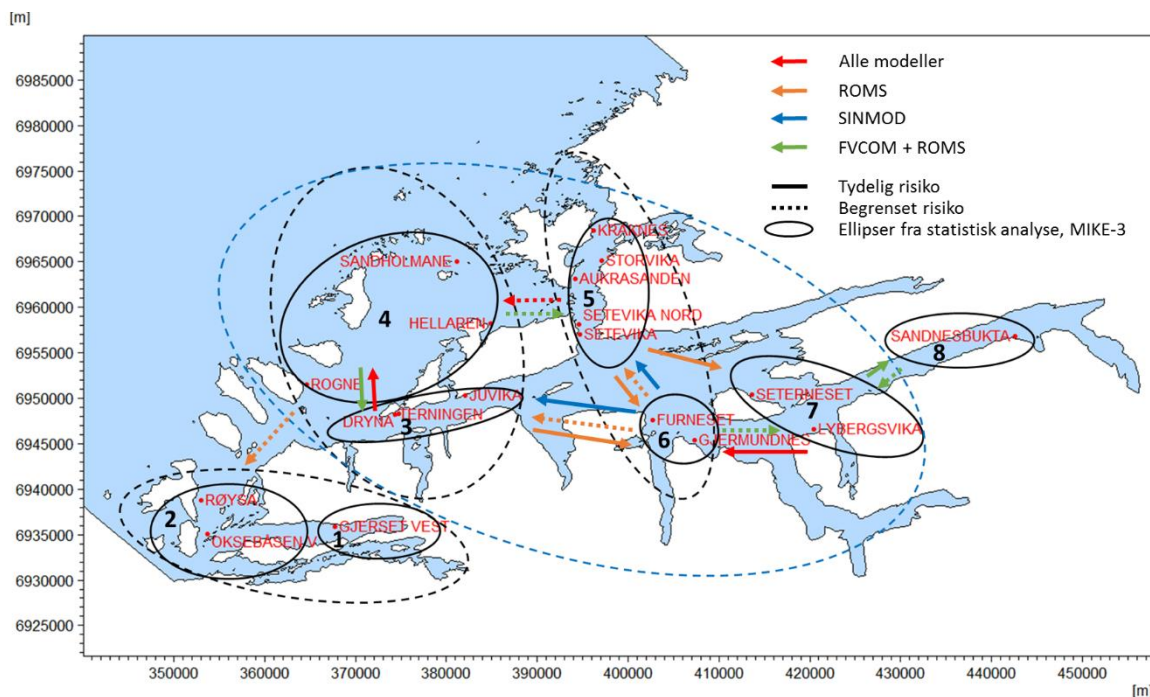 [m]
6985000
6980000
6975000
6970000
6965000
6960000
6955000
6950000
6945000
6940000
6935000
6930000
6925000
Alle modeller
ROMS
SINMOD
FVCOM + ROMS
Tydelig risiko
Begrenset risiko
Ellipser fra statistisk analyse, MIKE-3
KRÅKNES
STORVIKA
SANDHOLMANE
AUKRASANDEN
5
4
HELLAREN
SETEVIKA NORD
SETEVIKA
SANDNESBUKTA
8
ROGNE
JUVIKA
SETERNESET
7
TERNINGEN
DRYNA
3
FURNESET
6
GJERMUNDNES
LYBERGSVIKA
RØYSA
2
GJERSET VEST
1
OKSEBÅSEN V
350000 360000 370000 380000 390000 400000 410000 420000 430000 440000 450000
[m]